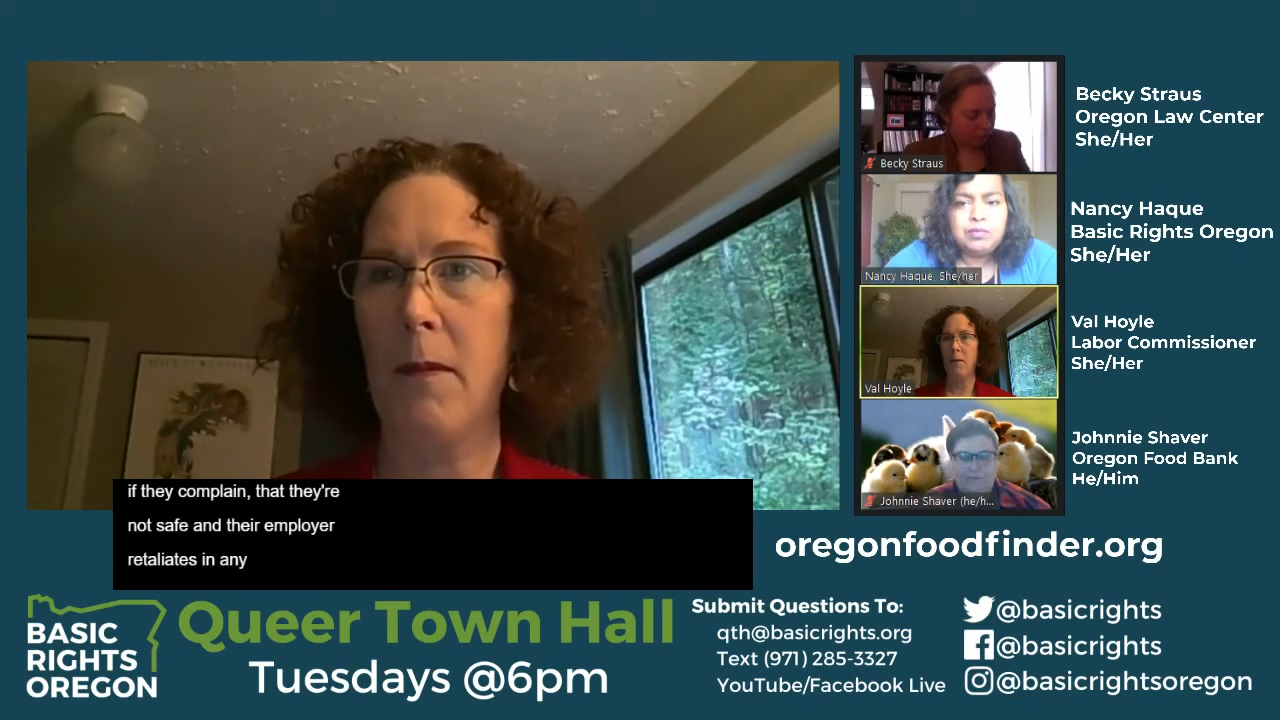 Becky Straus
Oregon Law Center
She/Her
Becky Straus
Nancy Haque
Basic Rights Oregon
She/Her
Nancy Haque She/her
Val Hoyle
Labor Commissioner
She/Her
Val Hoyle
Johnnie Shaver
Oregon Food Bank
He/Him
Johnnie Shaver (he/h...
if they complain, that they're
not safe and their employer
retaliates in any
oregonfoodfinder.org
BASIC
RIGHTS
OREGON
Queer Town Hall
Tuesdays @6pm
Submit Questions To:
qth@basicrights.org
Text (971) 285-3327
YouTube/Facebook Live
@basicrights
@basicrights
@basicrightsoregon